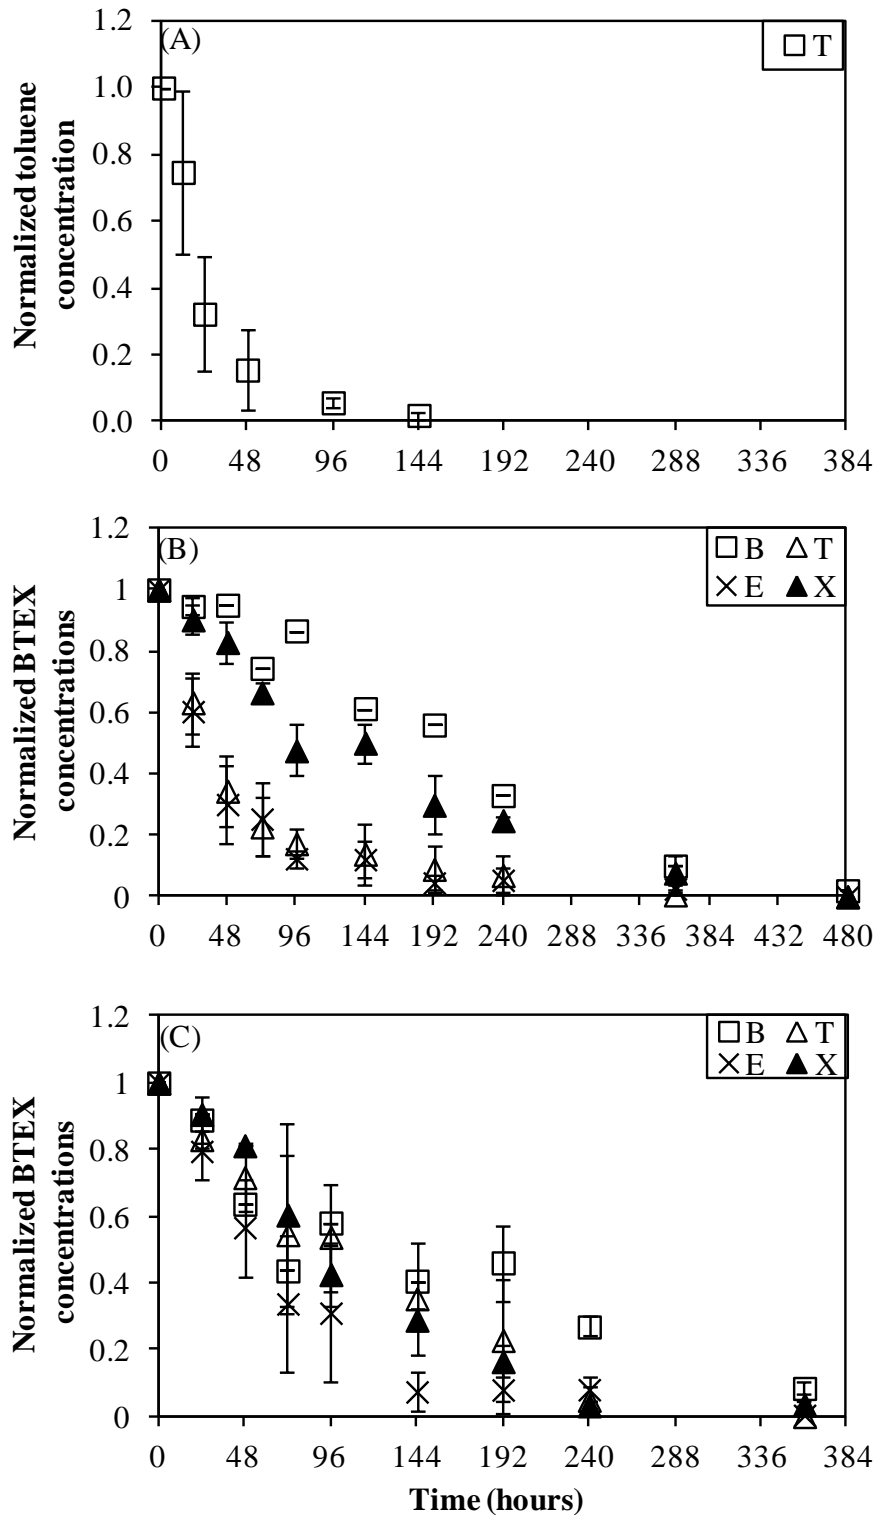 1.2
(A)
T
1.0
0.8
0.6
0.4
0.2
0.0
Normalized toluene
concentration
0 48 96 144 192 240 288 336 384
1.2
(B)
B T
E X
1
0.8
0.6
0.4
0.2
0
Normalized BTEX
concentrations
0 48 96 144 192 240 288 336 384 432 480
1.2
(C)
B T
E X
1
0.8
0.6
0.4
0.2
0
Normalized BTEX
concentrations
0 48 96 144 192 240 288 336 384
Time (hours)